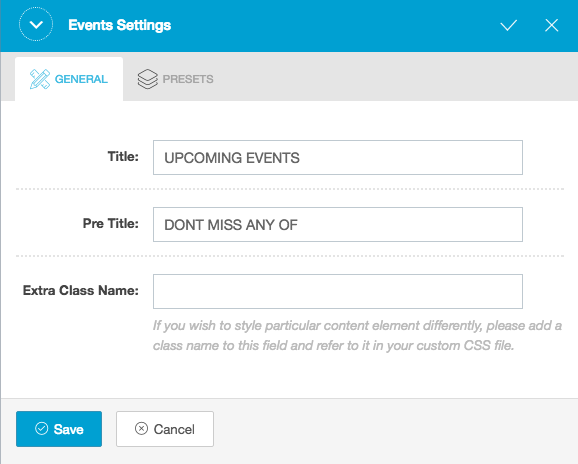 Events Settings
GENERAL PRESETS
Title: UPCOMING EVENTS
Pre Title: DONT MISS ANY OF
Extra Class Name:
If you wish to style particular content element differently, please add a
class name to this field and refer to it in your custom CSS file.
Save Cancel